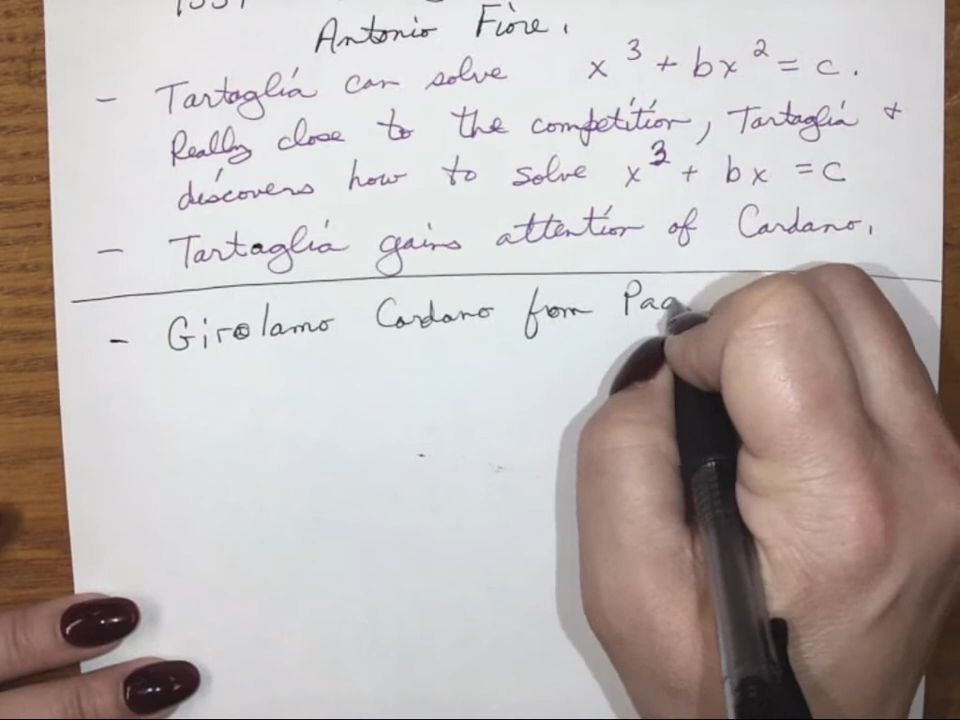 Antonio Fiore.
- Tartaglia can solve x³ + bx² = c.
Really close to the competition, Tartaglia +
discovers how to solve x³ + bx = c
- Tartaglia gains attention of Cardano.
- Girolamo Cardano from